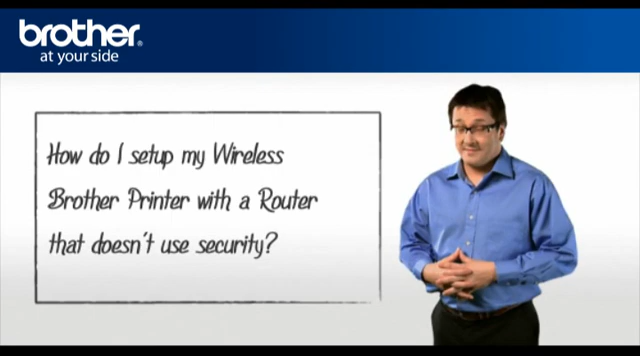 brother®
at your side
How do I setup my Wireless
Brother Printer with a Router
that doesn't use security?